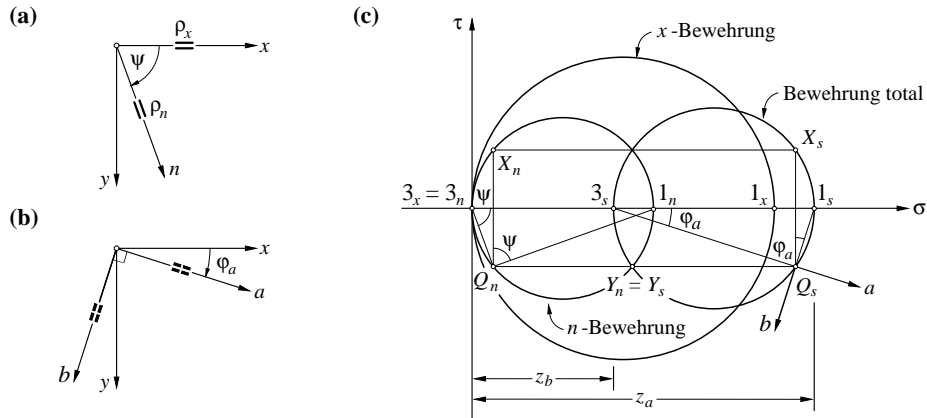 (a)
ρx
x
ψ
ρn
n
y
(b)
x
φa
a
b
y
(c)
τ
x -Bewehrung
Bewehrung total
Xn
Xs
3x = 3n
ψ
3s
1n
1x
1s
σ
φa
ψ
φa
Qn
Yn = Ys
Qs
a
b
n -Bewehrung
zb
za